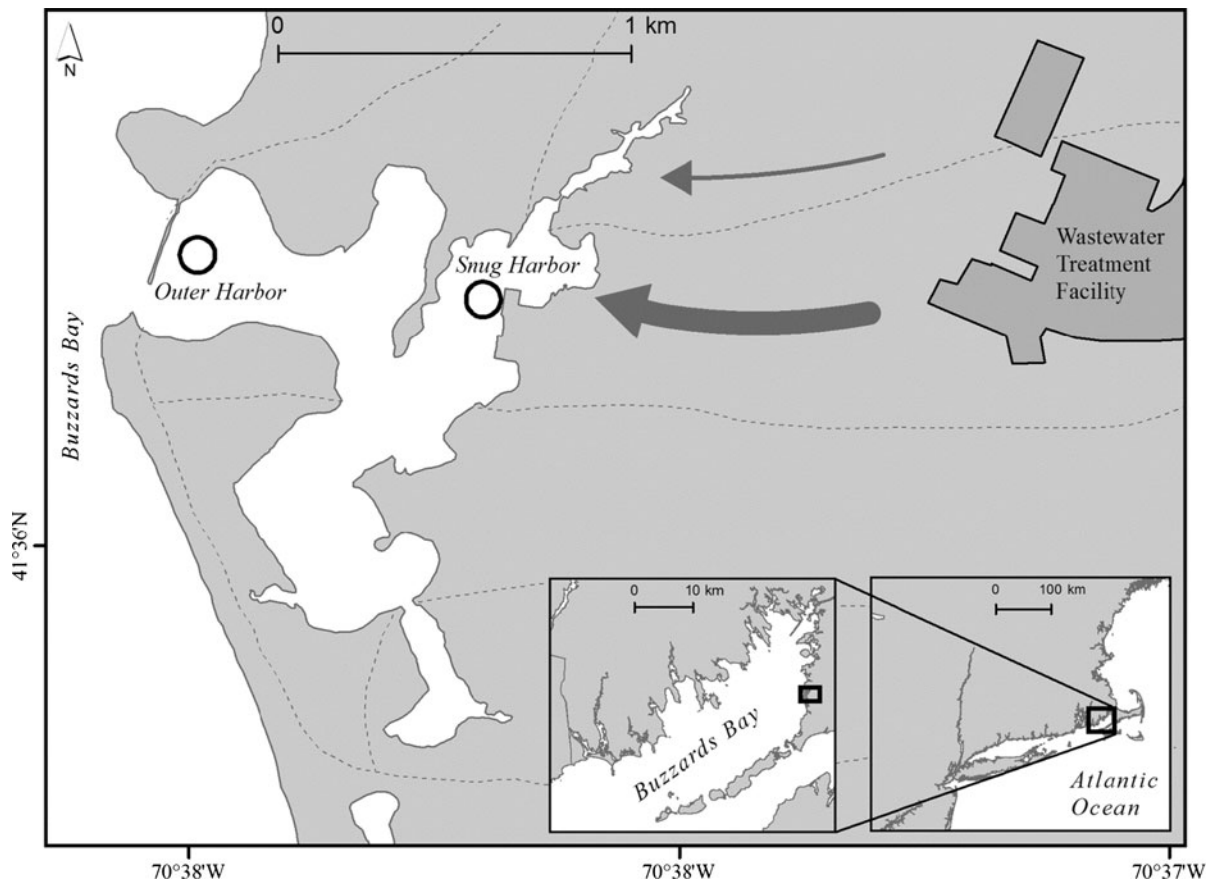 0
1 km
N
Snug Harbor
Outer Harbor
Wastewater
Treatment
Facility
Buzzards Bay
41°36'N
0 10 km
Buzzards Bay
0 100 km
Atlantic
Ocean
70°38'W
70°38'W
70°37'W